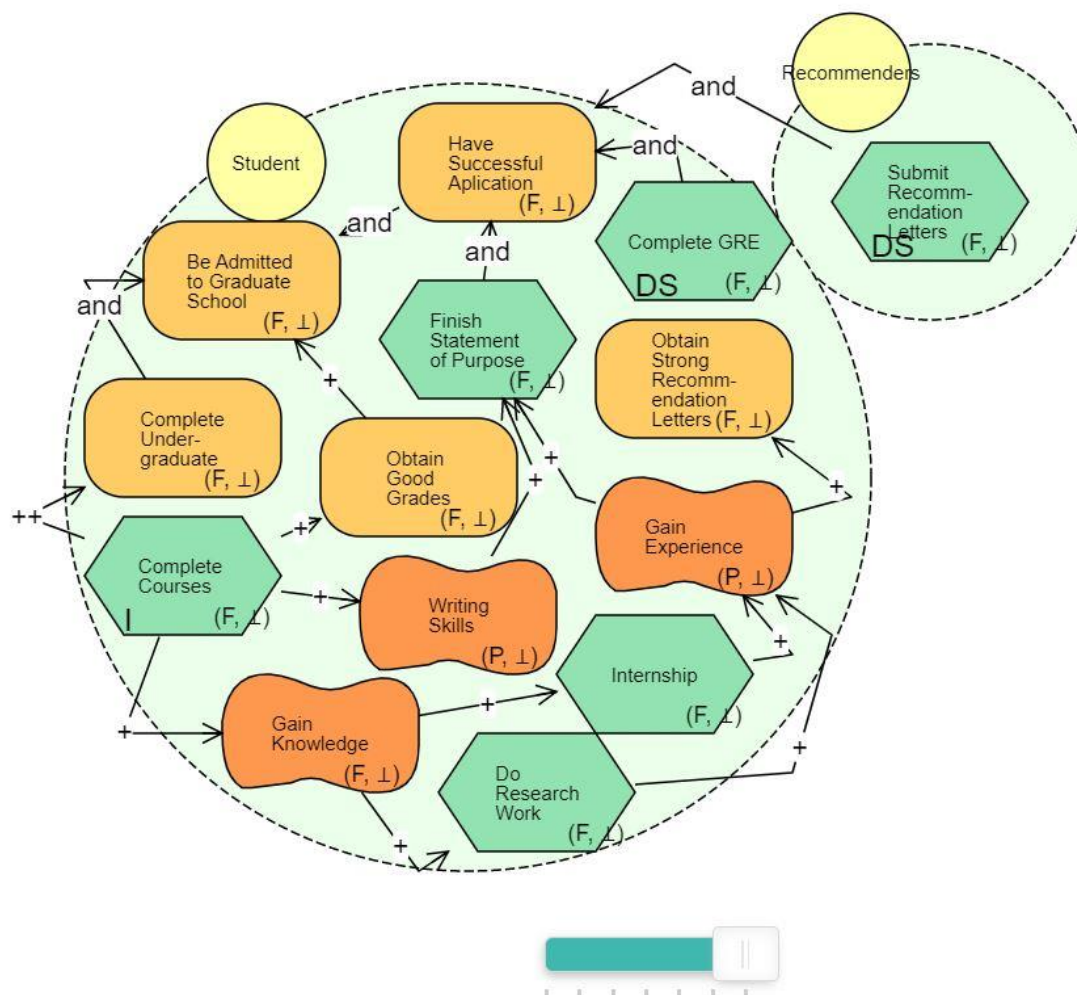 Recommenders
and
Submit
Recomm-
endation
Letters
DS
(F, ⊥)
Student
Have
Successful
Aplication
(F, ⊥)
and
Complete GRE
DS
(F, ⊥)
and
and
Be Admitted
to Graduate
School
(F, ⊥)
and
Finish
Statement
of Purpose
(F, ⊥)
Obtain
Strong
Recomm-
endation
Letters
(F, ⊥)
+
Complete
Under-
graduate
(F, ⊥)
Obtain
Good
Grades
(F, ⊥)
+
+
+
++
+
Gain
Experience
(P, ⊥)
Complete
Courses
I
(F, ⊥)
+
Writing
Skills
(P, ⊥)
+
Internship
(F, ⊥)
+
+
Gain
Knowledge
(F, ⊥)
+
Do
Research
Work
(F, ⊥)
+